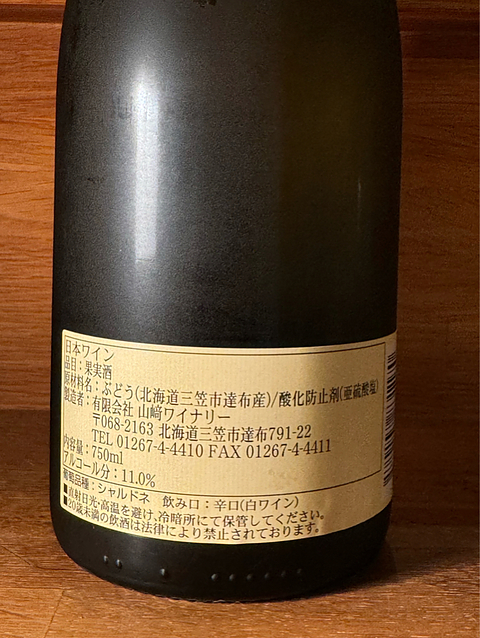 日本ワイン
品目：果実酒
原材料名：ぶどう(北海道三笠市達布産)/酸化防止剤(亜硫酸塩)
製造者：有限会社 山﨑ワイナリー
〒068-2163 北海道三笠市達布791-22
TEL 01267-4-4410 FAX 01267-4-4411
内容量：750ml
アルコール分：11.0%
葡萄品種：シャルドネ　飲み口：辛口(白ワイン)
■直射日光・高温を避け、冷暗所にて保管してください。
■20歳未満の飲酒は法律により禁止されております。